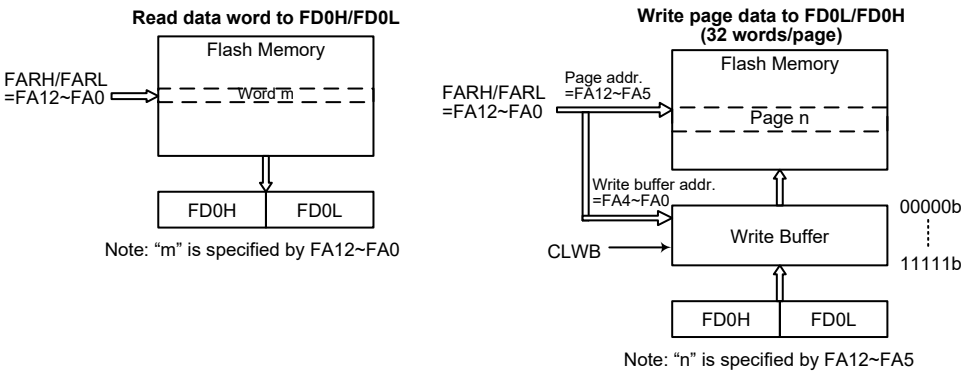 Read data word to FD0H/FD0L
Flash Memory
FARH/FARL
=FA12~FA0
Word m
FD0H
FD0L
Note: “m” is specified by FA12~FA0
Write page data to FD0L/FD0H
(32 words/page)
Flash Memory
FARH/FARL
=FA12~FA0
Page addr.
=FA12~FA5
Page n
Write buffer addr.
=FA4~FA0
CLWB
Write Buffer
00000b
11111b
FD0H
FD0L
Note: “n” is specified by FA12~FA5